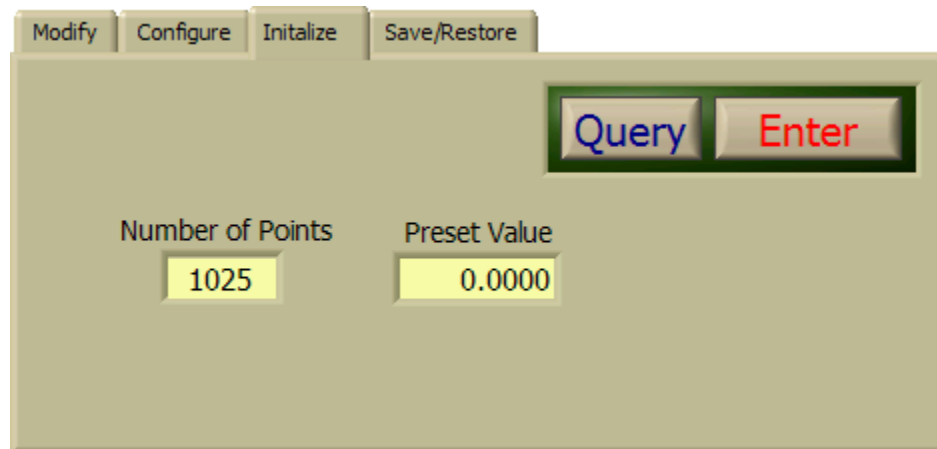 Modify Configure Initalize Save/Restore
Query Enter
Number of Points Preset Value
1025 0.0000